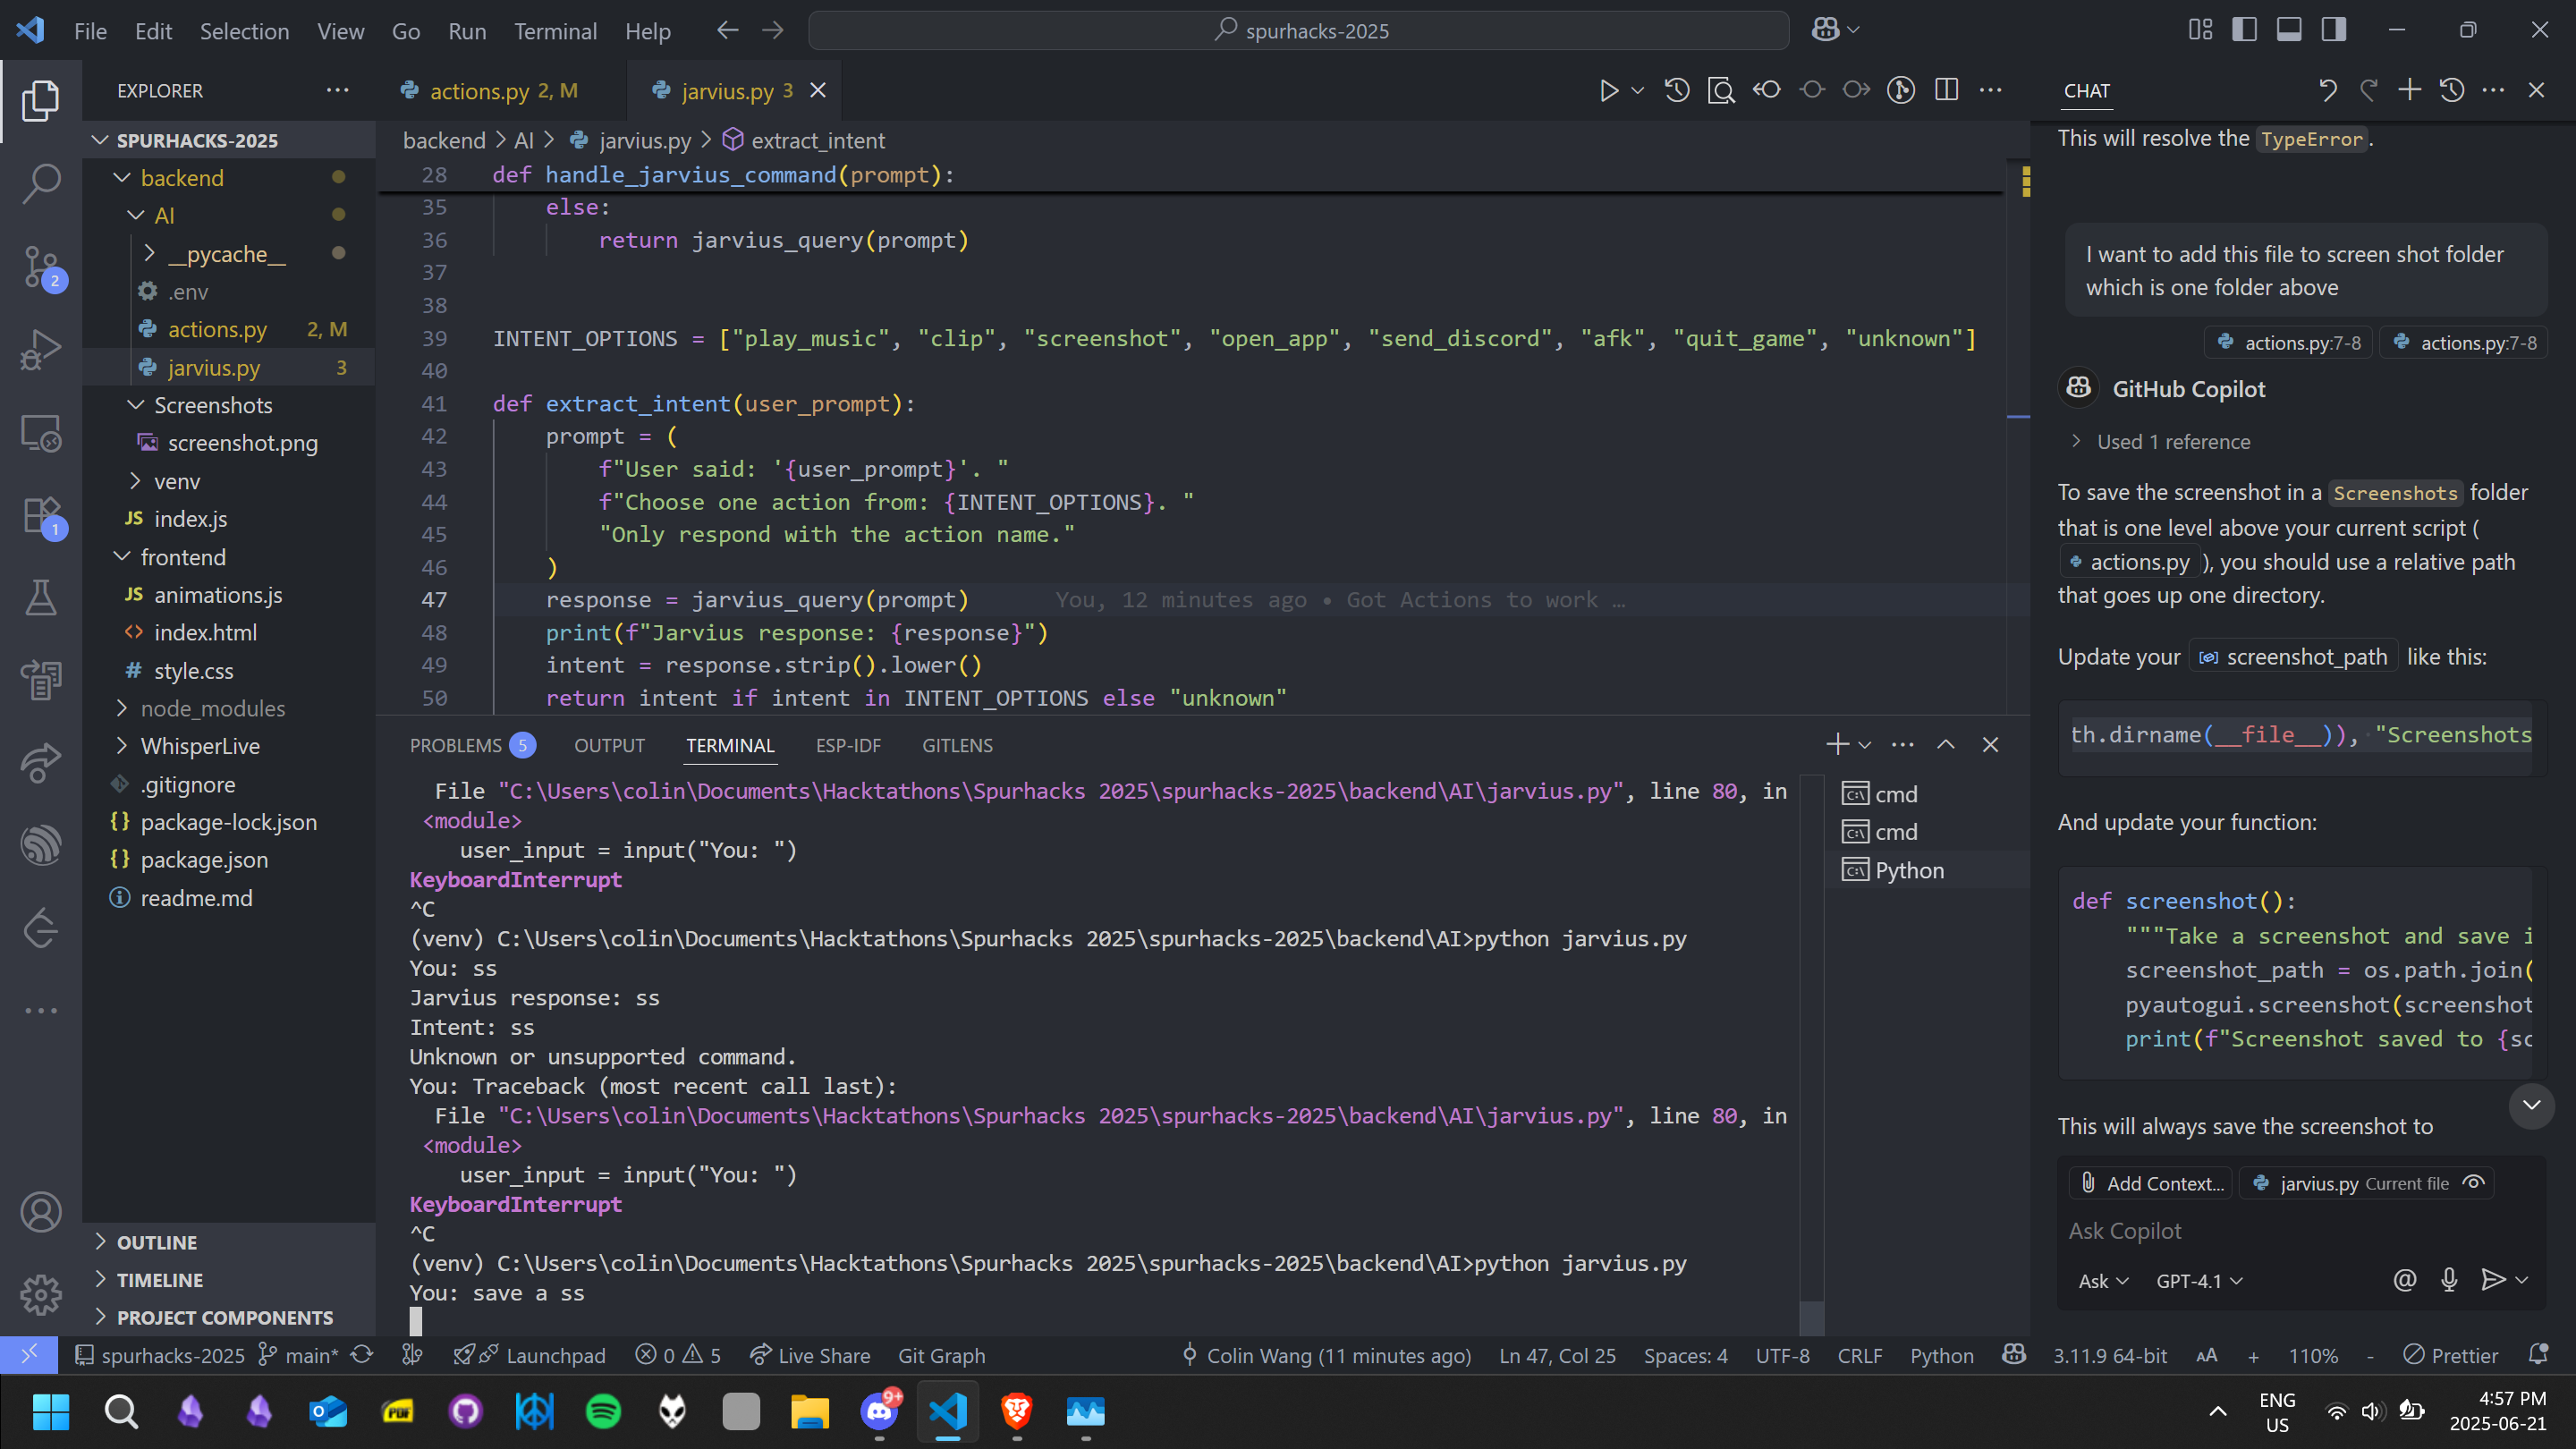 File Edit Selection View Go Run Terminal Help
spurhacks-2025
EXPLORER
actions.py 2, M
jarvius.py 3
CHAT
SPURHACKS-2025
backend
AI
__pycache__
.env
actions.py 2, M
jarvius.py 3
Screenshots
screenshot.png
venv
JS index.js
frontend
JS animations.js
<> index.html
# style.css
node_modules
WhisperLive
.gitignore
{} package-lock.json
{} package.json
readme.md
OUTLINE
TIMELINE
PROJECT COMPONENTS
2
1
backend > AI > jarvius.py > extract_intent
28 def handle_jarvius_command(prompt):
35 else:
36 return jarvius_query(prompt)
37
38
39 INTENT_OPTIONS = ["play_music", "clip", "screenshot", "open_app", "send_discord", "afk", "quit_game", "unknown"]
40
41 def extract_intent(user_prompt):
42 prompt = (
43 f"User said: '{user_prompt}'. "
44 f"Choose one action from: {INTENT_OPTIONS}. "
45 "Only respond with the action name."
46 )
47 response = jarvius_query(prompt) You, 12 minutes ago • Got Actions to work …
48 print(f"Jarvius response: {response}")
49 intent = response.strip().lower()
50 return intent if intent in INTENT_OPTIONS else "unknown"
PROBLEMS 5 OUTPUT TERMINAL ESP-IDF GITLENS
File "C:\Users\colin\Documents\Hacktathons\Spurhacks 2025\spurhacks-2025\backend\AI\jarvius.py", line 80, in
<module>
user_input = input("You: ")
KeyboardInterrupt
^C
(venv) C:\Users\colin\Documents\Hacktathons\Spurhacks 2025\spurhacks-2025\backend\AI>python jarvius.py
You: ss
Jarvius response: ss
Intent: ss
Unknown or unsupported command.
You: Traceback (most recent call last):
File "C:\Users\colin\Documents\Hacktathons\Spurhacks 2025\spurhacks-2025\backend\AI\jarvius.py", line 80, in
<module>
user_input = input("You: ")
KeyboardInterrupt
^C
(venv) C:\Users\colin\Documents\Hacktathons\Spurhacks 2025\spurhacks-2025\backend\AI>python jarvius.py
You: save a ss
cmd
cmd
Python
This will resolve the TypeError.
I want to add this file to screen shot folder
which is one folder above
actions.py:7-8 actions.py:7-8
GitHub Copilot
Used 1 reference
To save the screenshot in a Screenshots folder
that is one level above your current script (
actions.py ), you should use a relative path
that goes up one directory.
Update your screenshot_path like this:
th.dirname(__file__)), "Screenshots
And update your function:
def screenshot():
"""Take a screenshot and save i
screenshot_path = os.path.join(
pyautogui.screenshot(screenshot
print(f"Screenshot saved to {sc
This will always save the screenshot to
Add Context... jarvius.py Current file
Ask Copilot
Ask GPT-4.1
spurhacks-2025 main* Launchpad 0 5 Live Share Git Graph Colin Wang (11 minutes ago) Ln 47, Col 25 Spaces: 4 UTF-8 CRLF Python 3.11.9 64-bit AA + 110% - Prettier
PDF
9+
ENG
US
4:57 PM
2025-06-21